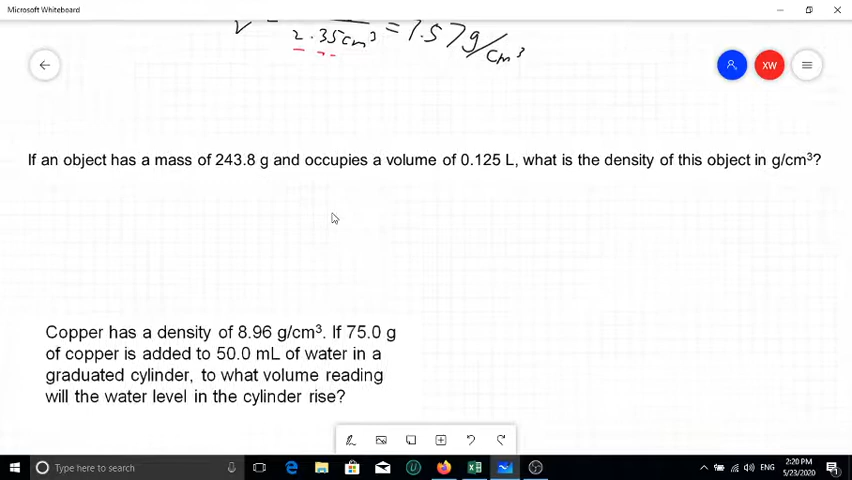 Microsoft Whiteboard
2.35cm³ = 1.57g/cm³
XW
If an object has a mass of 243.8 g and occupies a volume of 0.125 L, what is the density of this object in g/cm³?
Copper has a density of 8.96 g/cm³. If 75.0 g
of copper is added to 50.0 mL of water in a
graduated cylinder, to what volume reading
will the water level in the cylinder rise?
Type here to search
ENG
2:20 PM
5/23/2020